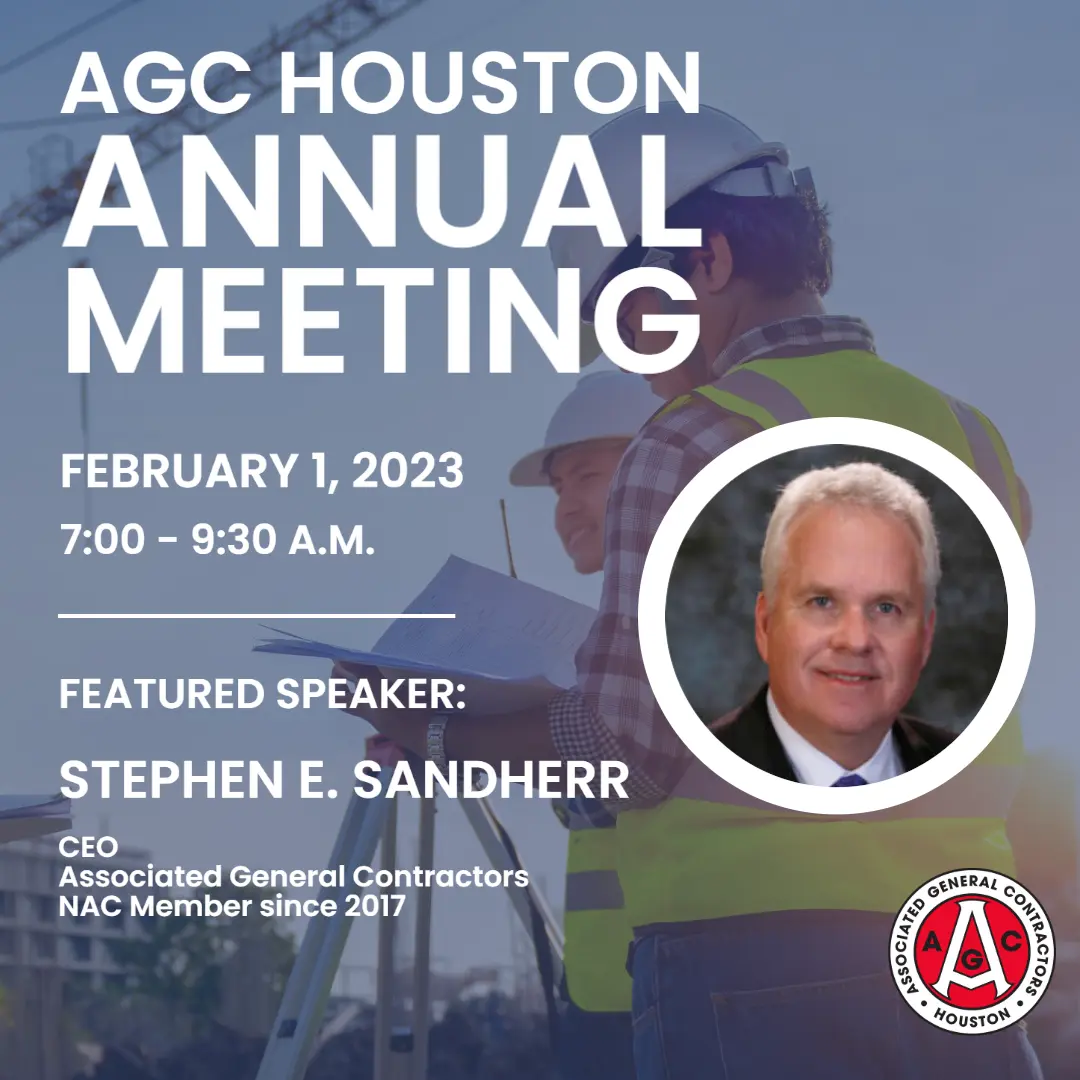 AGC HOUSTON
ANNUAL
MEETING
FEBRUARY 1, 2023
7:00 - 9:30 A.M.
FEATURED SPEAKER:
STEPHEN E. SANDHERR
CEO
Associated General Contractors
NAC Member since 2017
ASSOCIATED GENERAL CONTRACTORS
A G C
• HOUSTON •